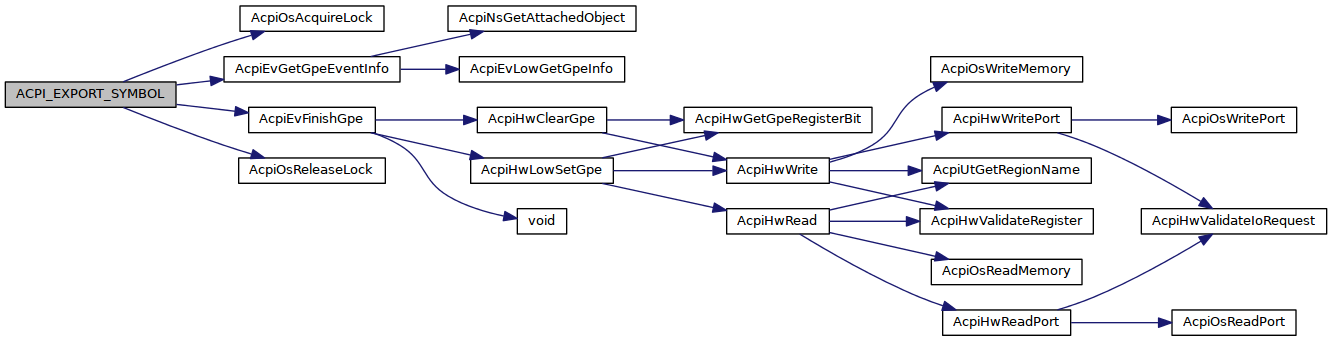 ACPI_EXPORT_SYMBOL
AcpiOsAcquireLock
AcpiEvGetGpeEventInfo
AcpiEvFinishGpe
AcpiOsReleaseLock
AcpiNsGetAttachedObject
AcpiEvLowGetGpeInfo
AcpiHwClearGpe
AcpiHwLowSetGpe
void
AcpiHwGetGpeRegisterBit
AcpiHwWrite
AcpiHwRead
AcpiOsWriteMemory
AcpiHwWritePort
AcpiUtGetRegionName
AcpiHwValidateRegister
AcpiOsReadMemory
AcpiHwReadPort
AcpiOsWritePort
AcpiHwValidateIoRequest
AcpiOsReadPort